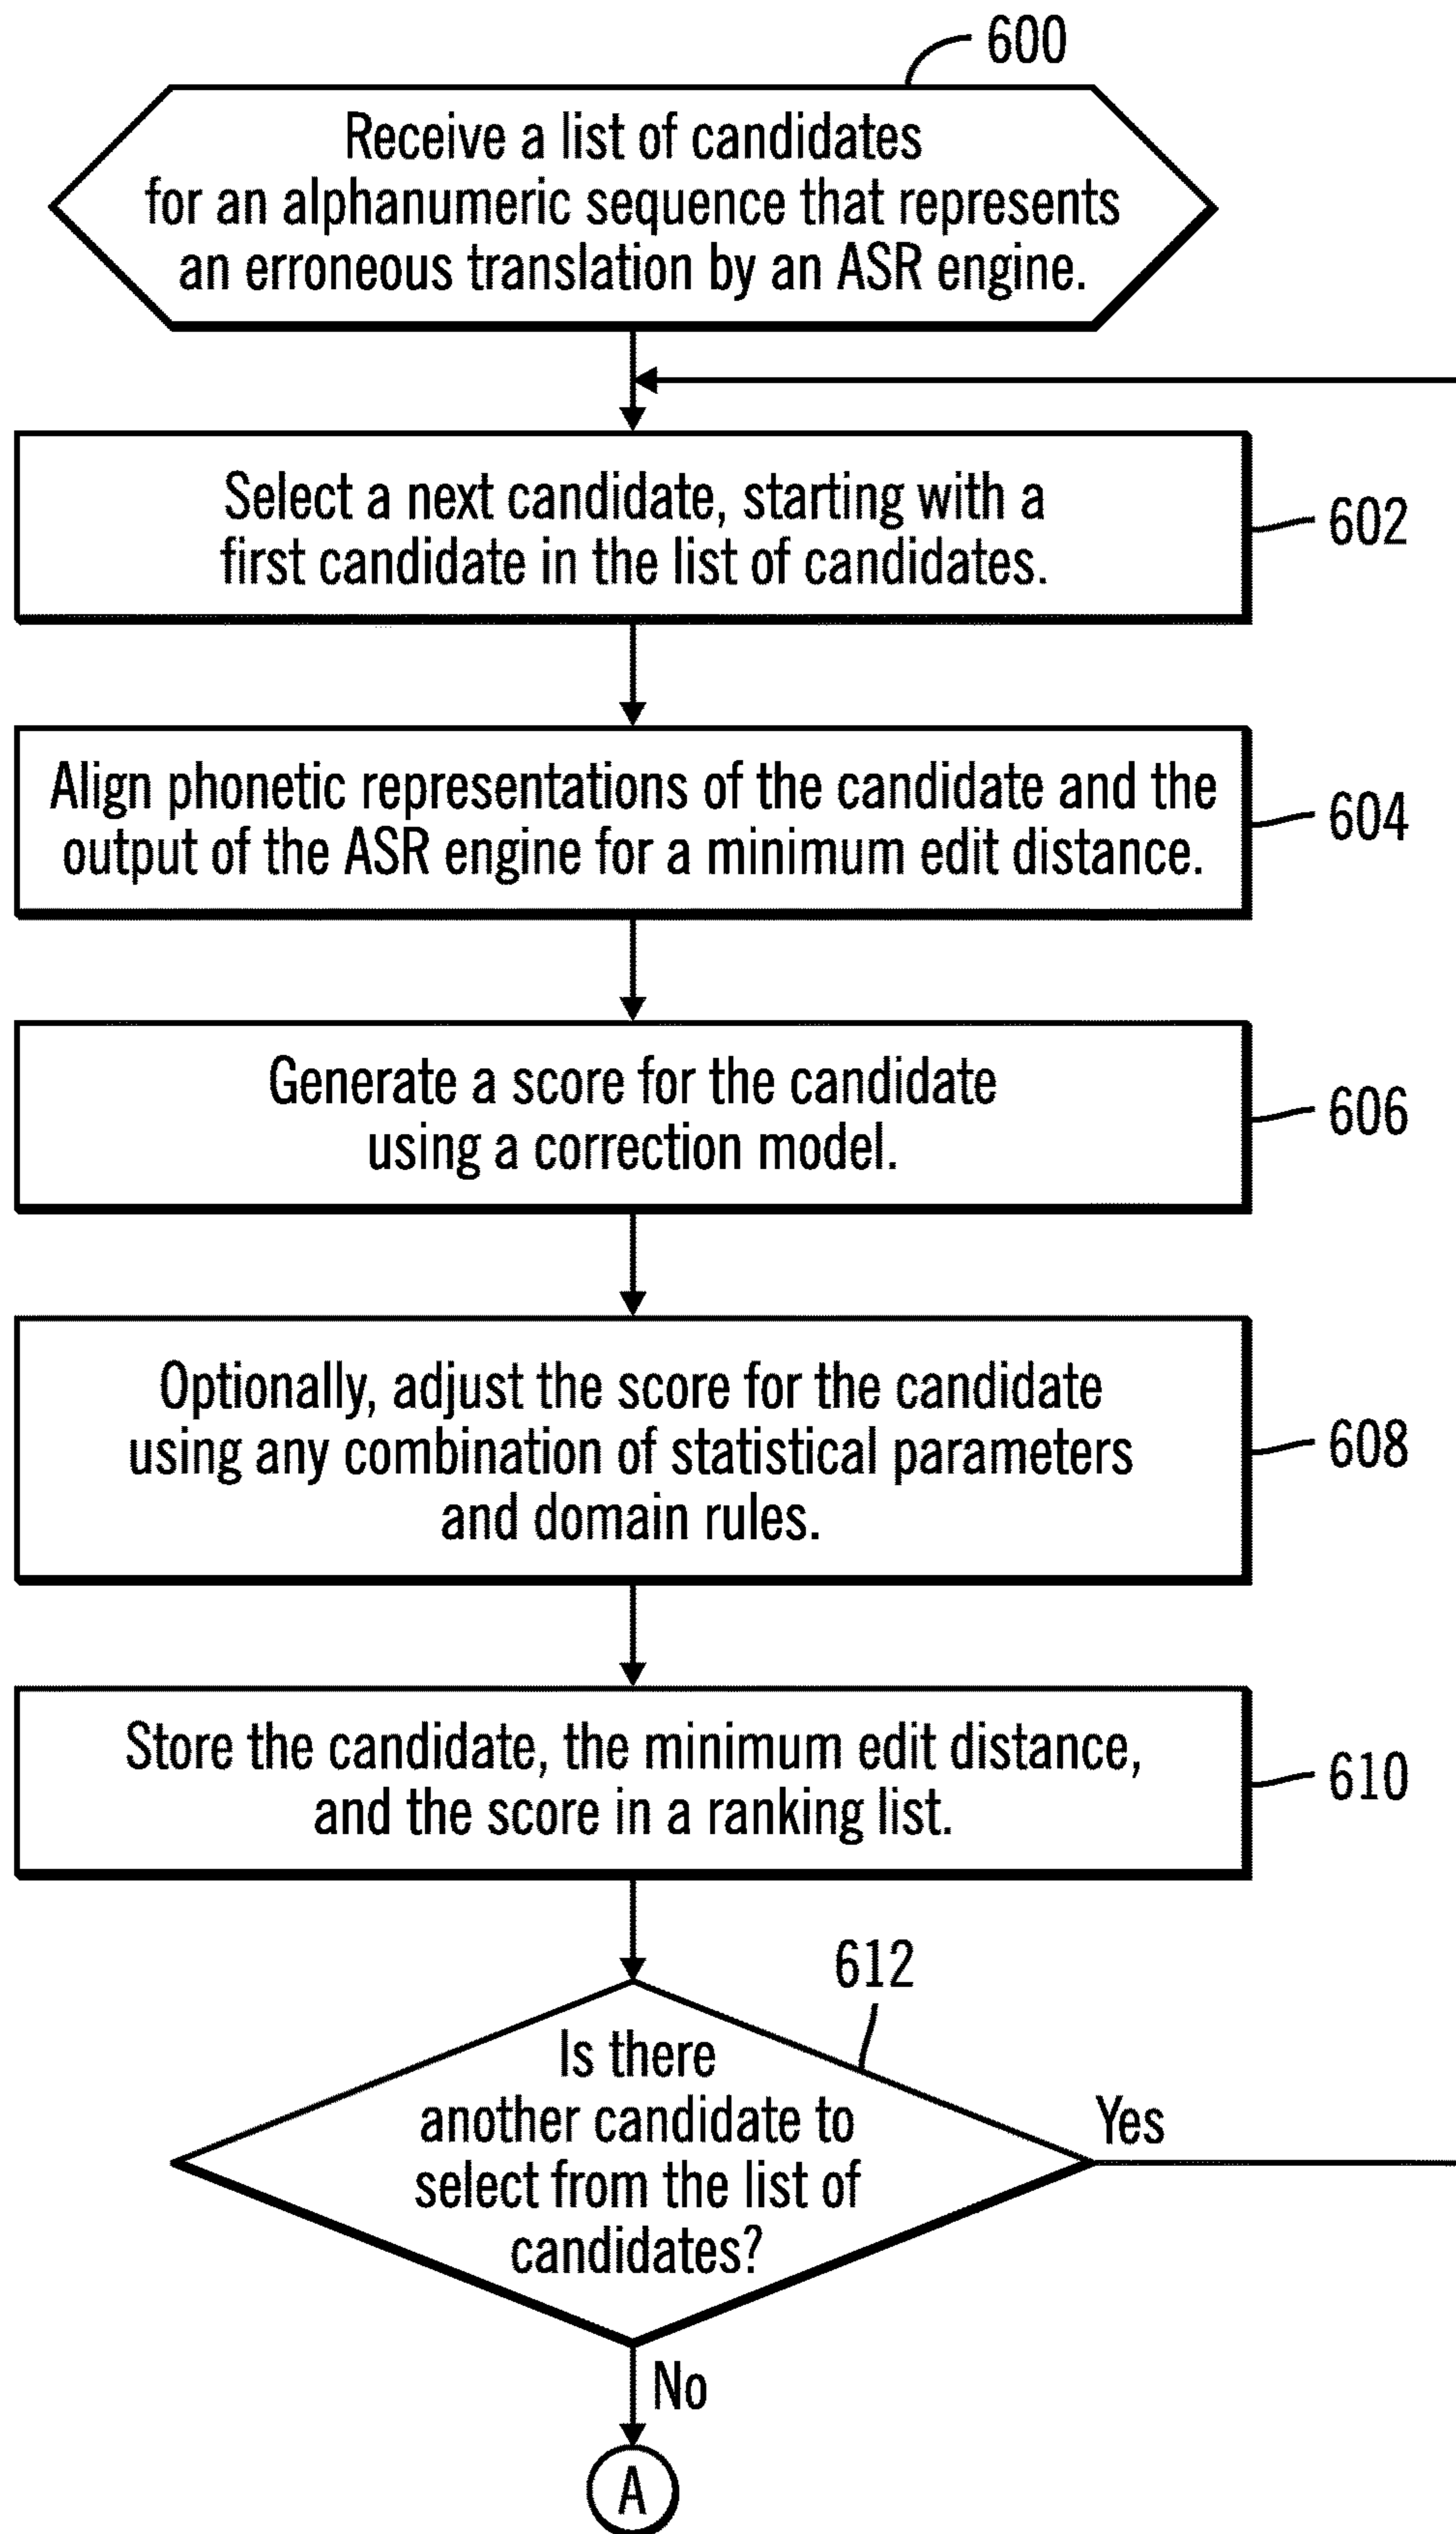 600
Receive a list of candidates
for an alphanumeric sequence that represents
an erroneous translation by an ASR engine.
Select a next candidate, starting with a
first candidate in the list of candidates.
602
Align phonetic representations of the candidate and the
output of the ASR engine for a minimum edit distance.
604
Generate a score for the candidate
using a correction model.
606
Optionally, adjust the score for the candidate
using any combination of statistical parameters
and domain rules.
608
Store the candidate, the minimum edit distance,
and the score in a ranking list.
610
612
Is there
another candidate to
select from the list of
candidates?
Yes
No
A